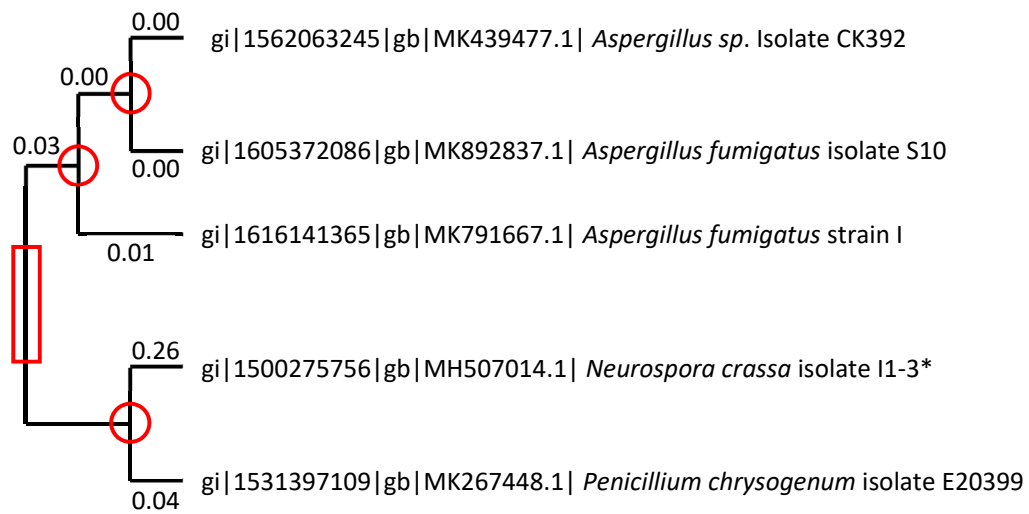 0.00
gi|1562063245|gb|MK439477.1| Aspergillus sp. Isolate CK392
0.00
0.03
gi|1605372086|gb|MK892837.1| Aspergillus fumigatus isolate S10
0.00
gi|1616141365|gb|MK791667.1| Aspergillus fumigatus strain I
0.01
0.26
gi|1500275756|gb|MH507014.1| Neurospora crassa isolate I1-3*
gi|1531397109|gb|MK267448.1| Penicillium chrysogenum isolate E20399
0.04